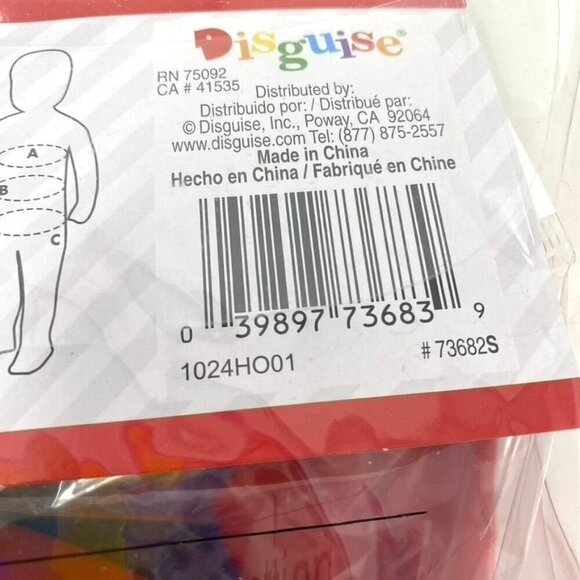 Disguise®
RN 75092
CA # 41535
Distributed by:
Distribuido por: / Distribué par:
© Disguise, Inc., Poway, CA 92064
www.disguise.com Tel: (877) 875-2557
Made in China
Hecho en China / Fabriqué en Chine
A
B
C
0 39897 73683 9
1024HO01
# 73682S